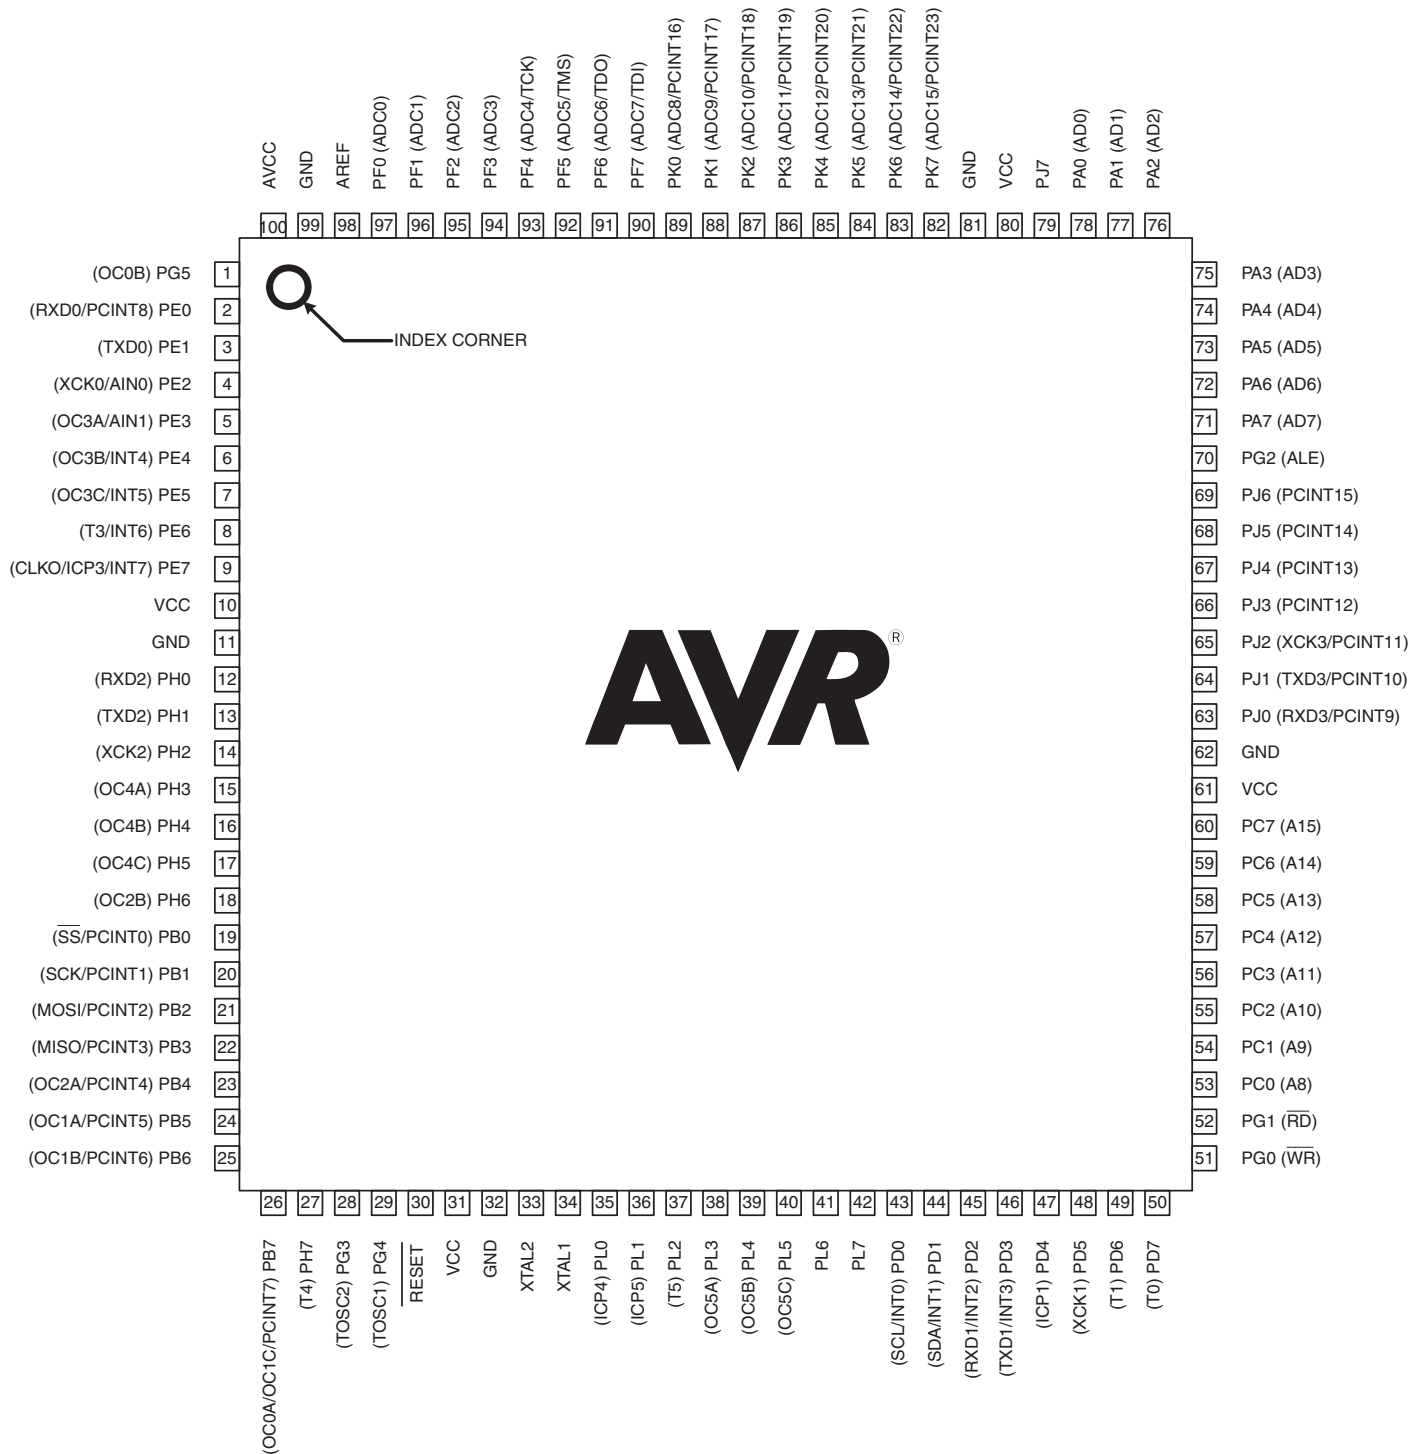 AVCC
GND
AREF
PF0 (ADC0)
PF1 (ADC1)
PF2 (ADC2)
PF3 (ADC3)
PF4 (ADC4/TCK)
PF5 (ADC5/TMS)
PF6 (ADC6/TDO)
PF7 (ADC7/TDI)
PK0 (ADC8/PCINT16)
PK1 (ADC9/PCINT17)
PK2 (ADC10/PCINT18)
PK3 (ADC11/PCINT19)
PK4 (ADC12/PCINT20)
PK5 (ADC13/PCINT21)
PK6 (ADC14/PCINT22)
PK7 (ADC15/PCINT23)
GND
VCC
PJ7
PA0 (AD0)
PA1 (AD1)
PA2 (AD2)
100 99 98 97 96 95 94 93 92 91 90 89 88 87 86 85 84 83 82 81 80 79 78 77 76
(OC0B) PG5 1
(RXD0/PCINT8) PE0 2
(TXD0) PE1 3
(XCK0/AIN0) PE2 4
(OC3A/AIN1) PE3 5
(OC3B/INT4) PE4 6
(OC3C/INT5) PE5 7
(T3/INT6) PE6 8
(CLKO/ICP3/INT7) PE7 9
VCC 10
GND 11
(RXD2) PH0 12
(TXD2) PH1 13
(XCK2) PH2 14
(OC4A) PH3 15
(OC4B) PH4 16
(OC4C) PH5 17
(OC2B) PH6 18
(SS/PCINT0) PB0 19
(SCK/PCINT1) PB1 20
(MOSI/PCINT2) PB2 21
(MISO/PCINT3) PB3 22
(OC2A/PCINT4) PB4 23
(OC1A/PCINT5) PB5 24
(OC1B/PCINT6) PB6 25
INDEX CORNER
AVR®
75 PA3 (AD3)
74 PA4 (AD4)
73 PA5 (AD5)
72 PA6 (AD6)
71 PA7 (AD7)
70 PG2 (ALE)
69 PJ6 (PCINT15)
68 PJ5 (PCINT14)
67 PJ4 (PCINT13)
66 PJ3 (PCINT12)
65 PJ2 (XCK3/PCINT11)
64 PJ1 (TXD3/PCINT10)
63 PJ0 (RXD3/PCINT9)
62 GND
61 VCC
60 PC7 (A15)
59 PC6 (A14)
58 PC5 (A13)
57 PC4 (A12)
56 PC3 (A11)
55 PC2 (A10)
54 PC1 (A9)
53 PC0 (A8)
52 PG1 (RD)
51 PG0 (WR)
26 27 28 29 30 31 32 33 34 35 36 37 38 39 40 41 42 43 44 45 46 47 48 49 50
(OC0A/OC1C/PCINT7) PB7
(T4) PH7
(TOSC2) PG3
(TOSC1) PG4
RESET
VCC
GND
XTAL2
XTAL1
(ICP4) PL0
(ICP5) PL1
(T5) PL2
(OC5A) PL3
(OC5B) PL4
(OC5C) PL5
PL6
PL7
(SCL/INT0) PD0
(SDA/INT1) PD1
(RXD1/INT2) PD2
(TXD1/INT3) PD3
(ICP1) PD4
(XCK1) PD5
(T1) PD6
(T0) PD7